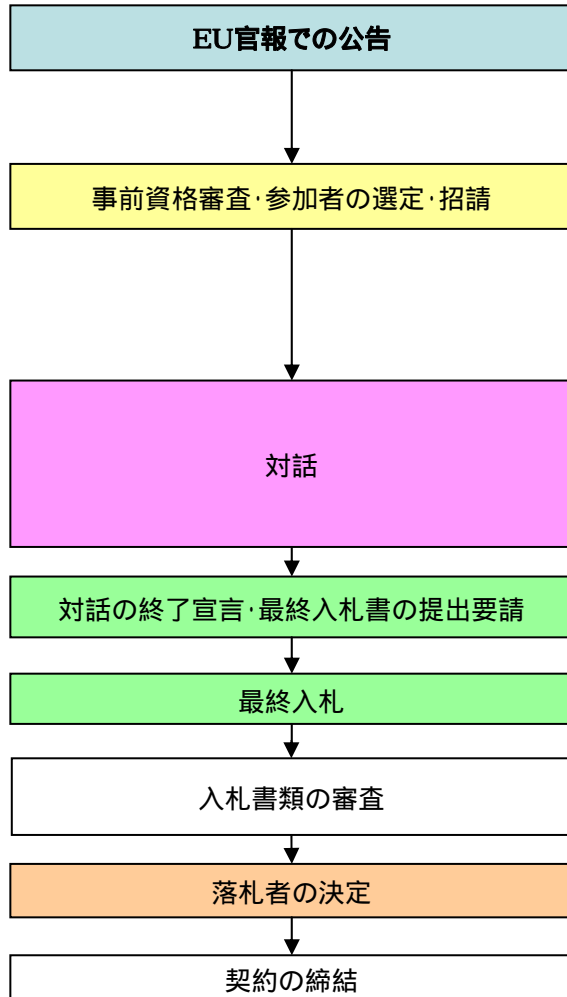 EU官報での公告
事前資格審査·参加者の選定·招請
対話
対話の終了宣言·最終入札書の提出要請
最終入札
入札書類の審査
落札者の決定
契約の締結